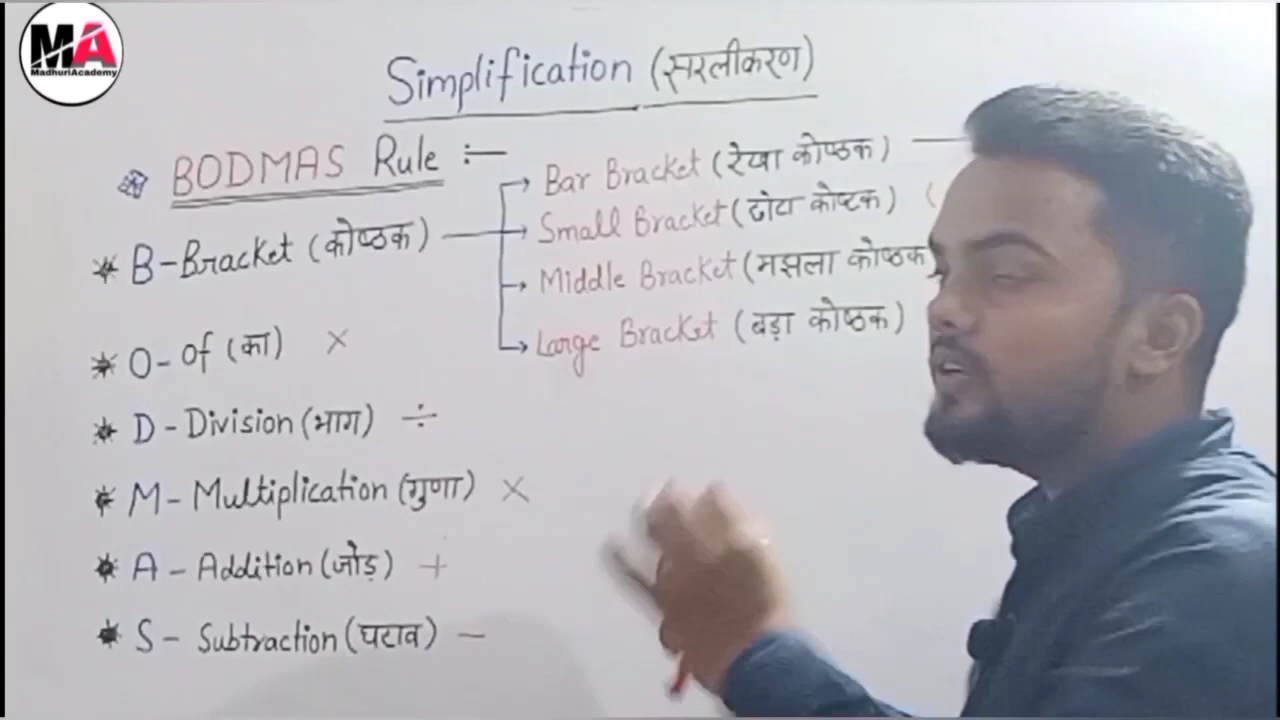 MA
MadhuriAcademy
Simplification (सरलीकरण)
BODMAS Rule :-
* B-Bracket (कोष्ठक)
Bar Bracket (रेखा कोष्ठक) —
Small Bracket (छोटा कोष्टक) (
Middle Bracket (मझला कोष्ठक
Large Bracket (बड़ा कोष्ठक)
* O- Of (का) ×
* D - Division (भाग) ÷
* M - Multiplication (गुणा) ×
* A - Addition (जोड़) +
* S - Subtraction (घटाव) -